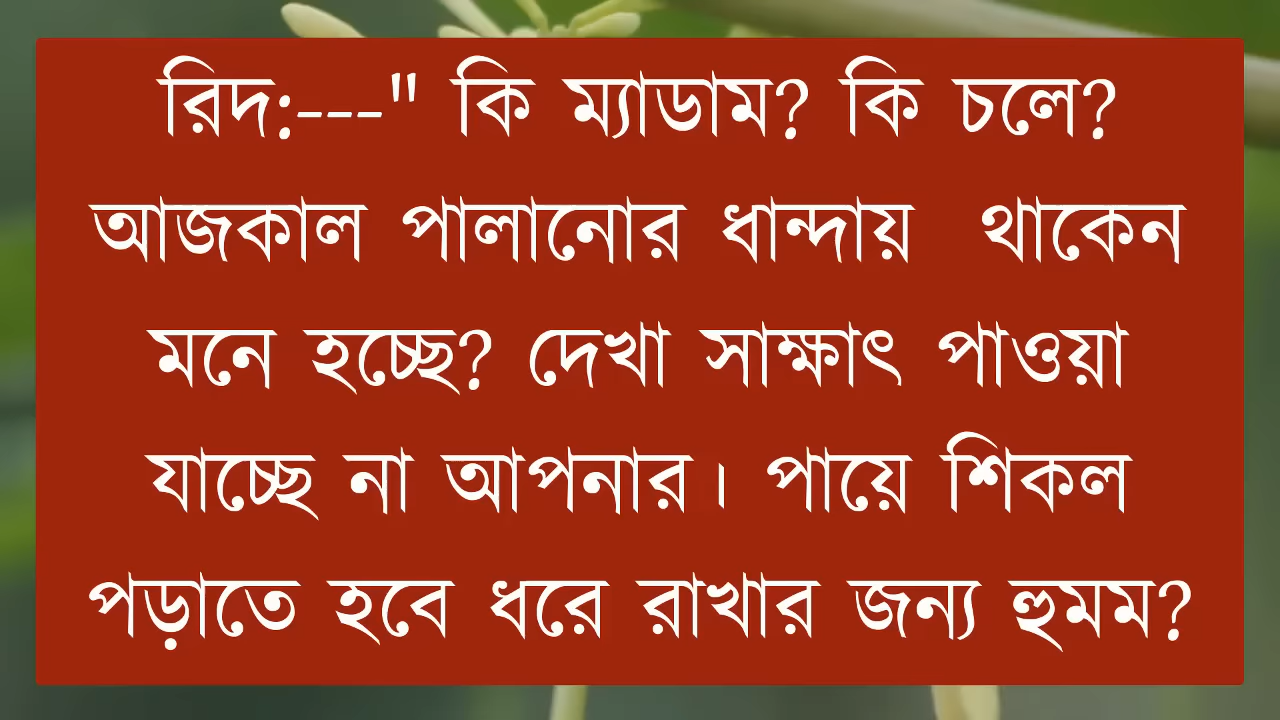 রিদ:---" কি ম্যাডাম? কি চলে?
আজকাল পালানোর ধান্দায় থাকেন
মনে হচ্ছে? দেখা সাক্ষাৎ পাওয়া
যাচ্ছে না আপনার। পায়ে শিকল
পড়াতে হবে ধরে রাখার জন্য হুমম?